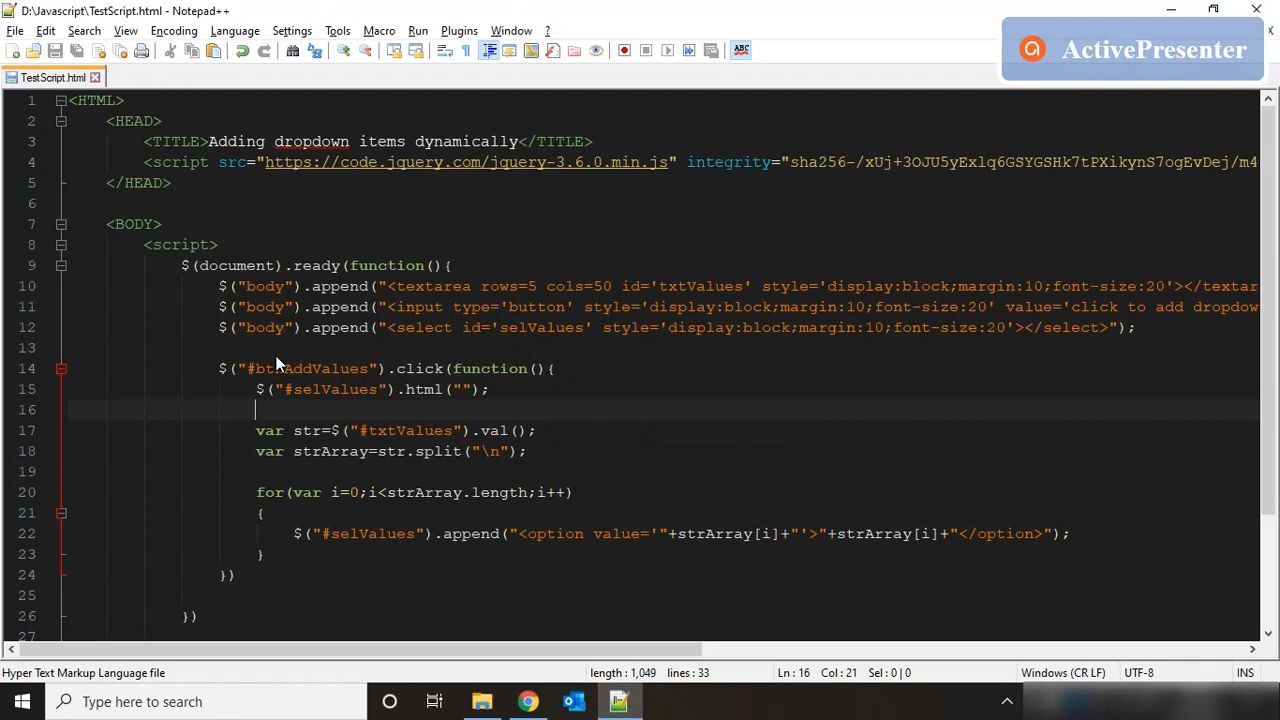 D:\Javascript\TestScript.html - Notepad++
File Edit Search View Encoding Language Settings Tools Macro Run Plugins Window ?
ActivePresenter
ABC
TestScript.html
1 <HTML>
2 <HEAD>
3 <TITLE>Adding dropdown items dynamically</TITLE>
4 <script src="https://code.jquery.com/jquery-3.6.0.min.js" integrity="sha256-/xUj+3OJU5yExlq6GSYGSHk7tPXikynS7ogEvDej/m4
5 </HEAD>
6
7 <BODY>
8 <script>
9 $(document).ready(function(){
10 $("body").append("<textarea rows=5 cols=50 id='txtValues' style='display:block;margin:10;font-size:20'></textar
11 $("body").append("<input type='button' style='display:block;margin:10;font-size:20' value='click to add dropdow
12 $("body").append("<select id='selValues' style='display:block;margin:10;font-size:20'></select>");
13
14 $("#btnAddValues").click(function(){
15 $("#selValues").html("");
16
17 var str=$("#txtValues").val();
18 var strArray=str.split("\n");
19
20 for(var i=0;i<strArray.length;i++)
21 {
22 $("#selValues").append("<option value='"+strArray[i]+"'>"+strArray[i]+"</option>");
23 }
24 })
25
26 })
27
Hyper Text Markup Language file length : 1,049 lines : 33 Ln : 16 Col : 21 Sel : 0 | 0 Windows (CR LF) UTF-8 INS
Type here to search